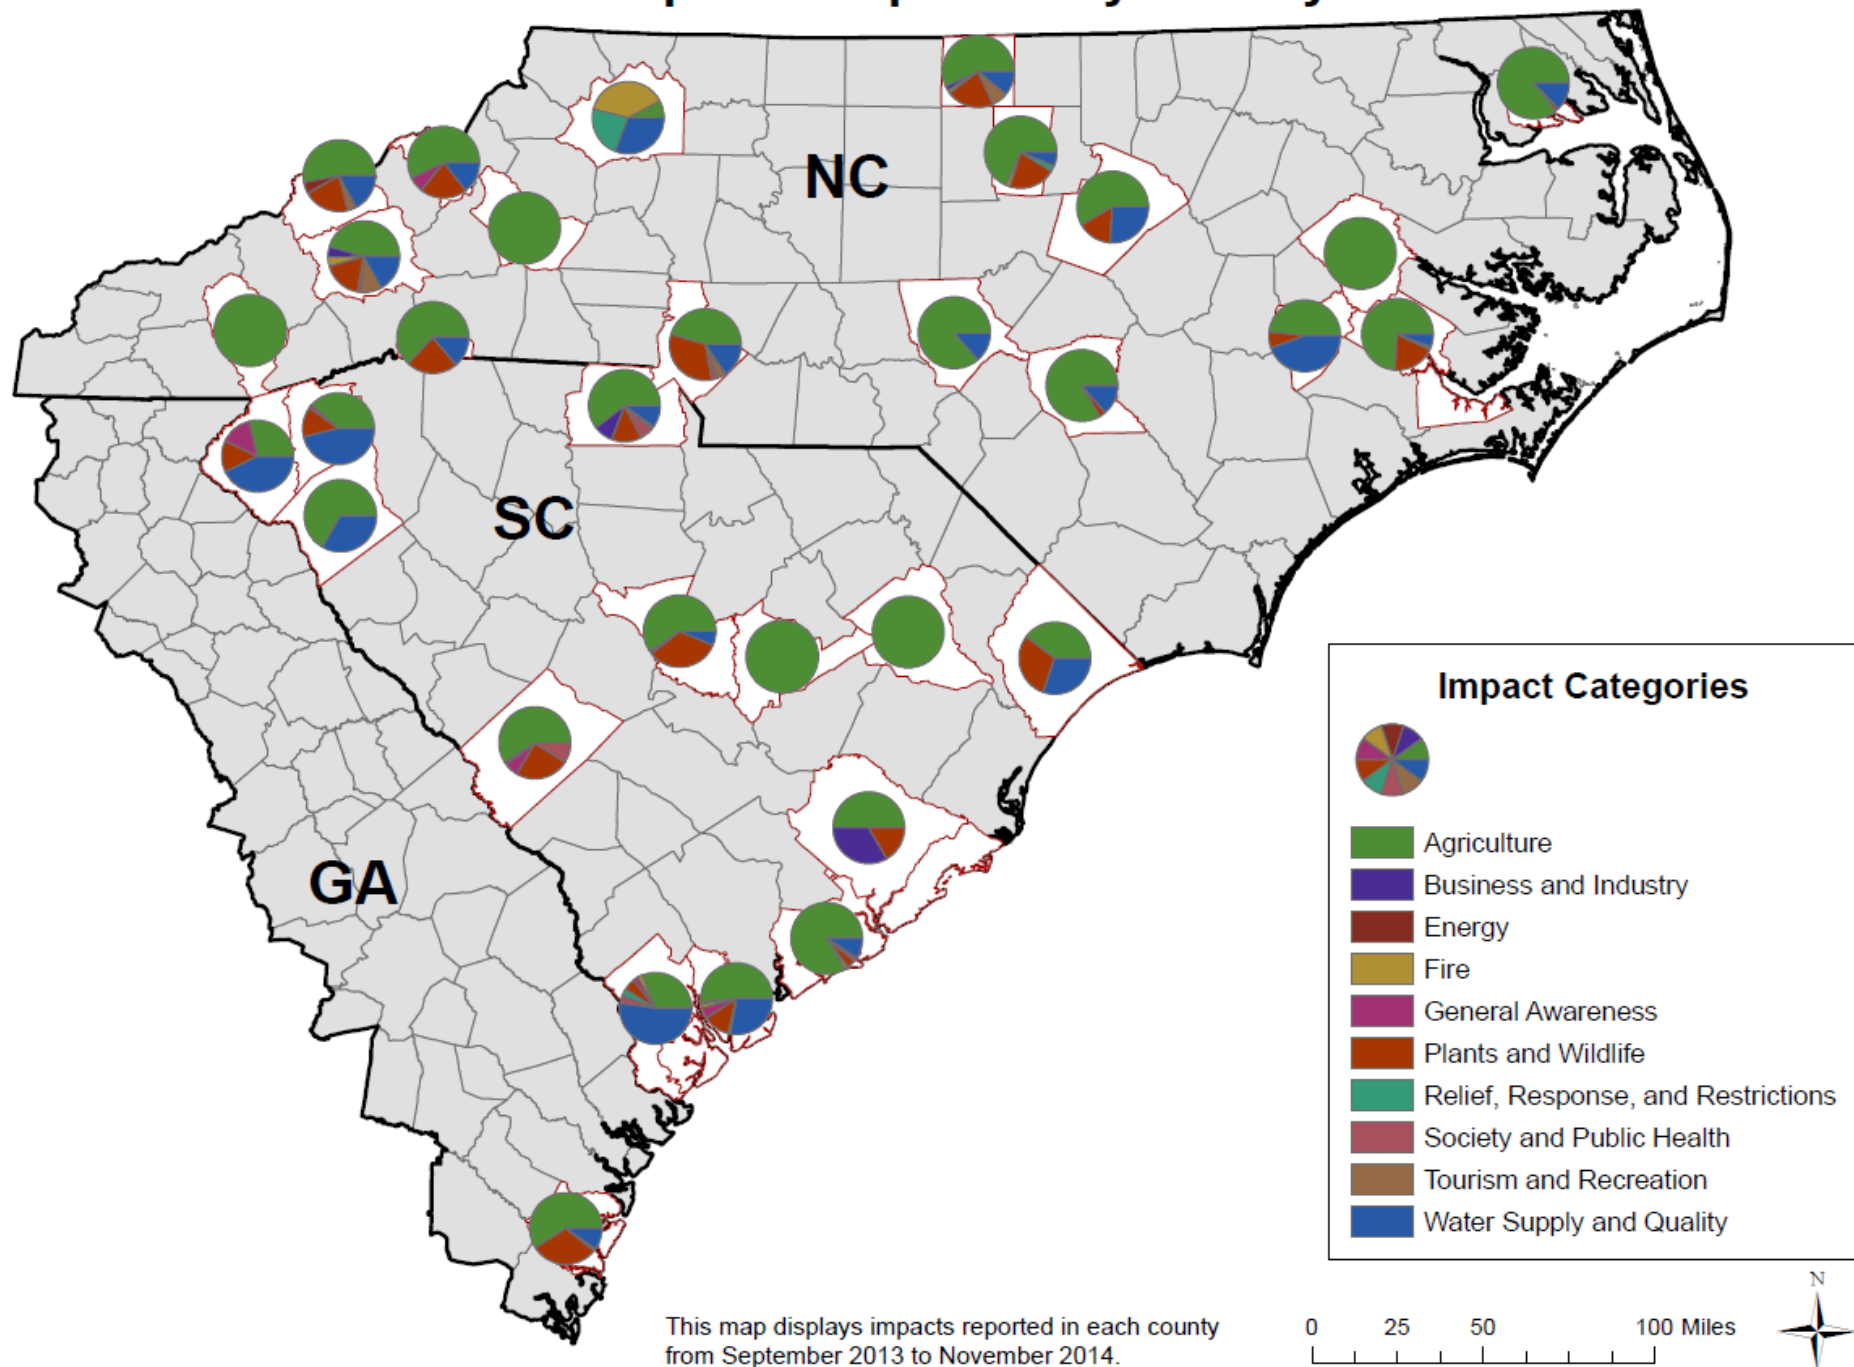 NC
SC
GA
Impact Categories
Agriculture
Business and Industry
Energy
Fire
General Awareness
Plants and Wildlife
Relief, Response, and Restrictions
Society and Public Health
Tourism and Recreation
Water Supply and Quality
N
0 25 50 100 Miles
This map displays impacts reported in each county
from September 2013 to November 2014.